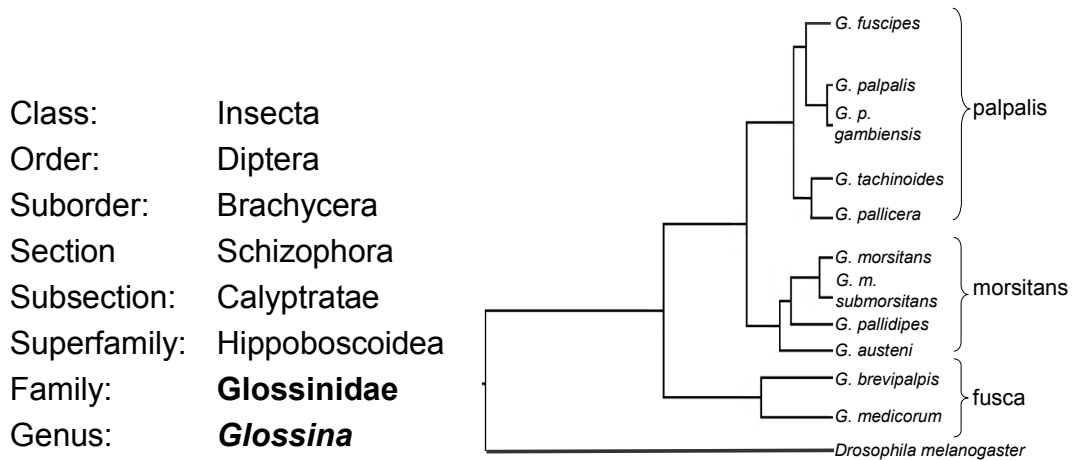 Class: Insecta
Order: Diptera
Suborder: Brachycera
Section Schizophora
Subsection: Calyptratae
Superfamily: Hippoboscoidea
Family: Glossinidae
Genus: Glossina
G. fuscipes
G. palpalis
G. p.
gambiensis
G. tachinoides
G. pallicera
palpalis
G. morsitans
G. m.
submorsitans
G. pallidipes
G. austeni
morsitans
G. brevipalpis
G. medicorum
fusca
Drosophila melanogaster